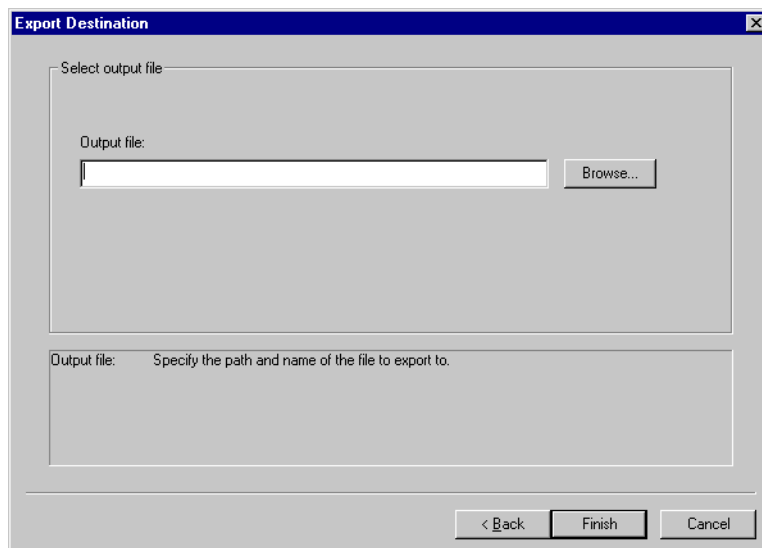 Export Destination
Select output file
Output file:
Browse...
Output file: Specify the path and name of the file to export to.
< Back Finish Cancel